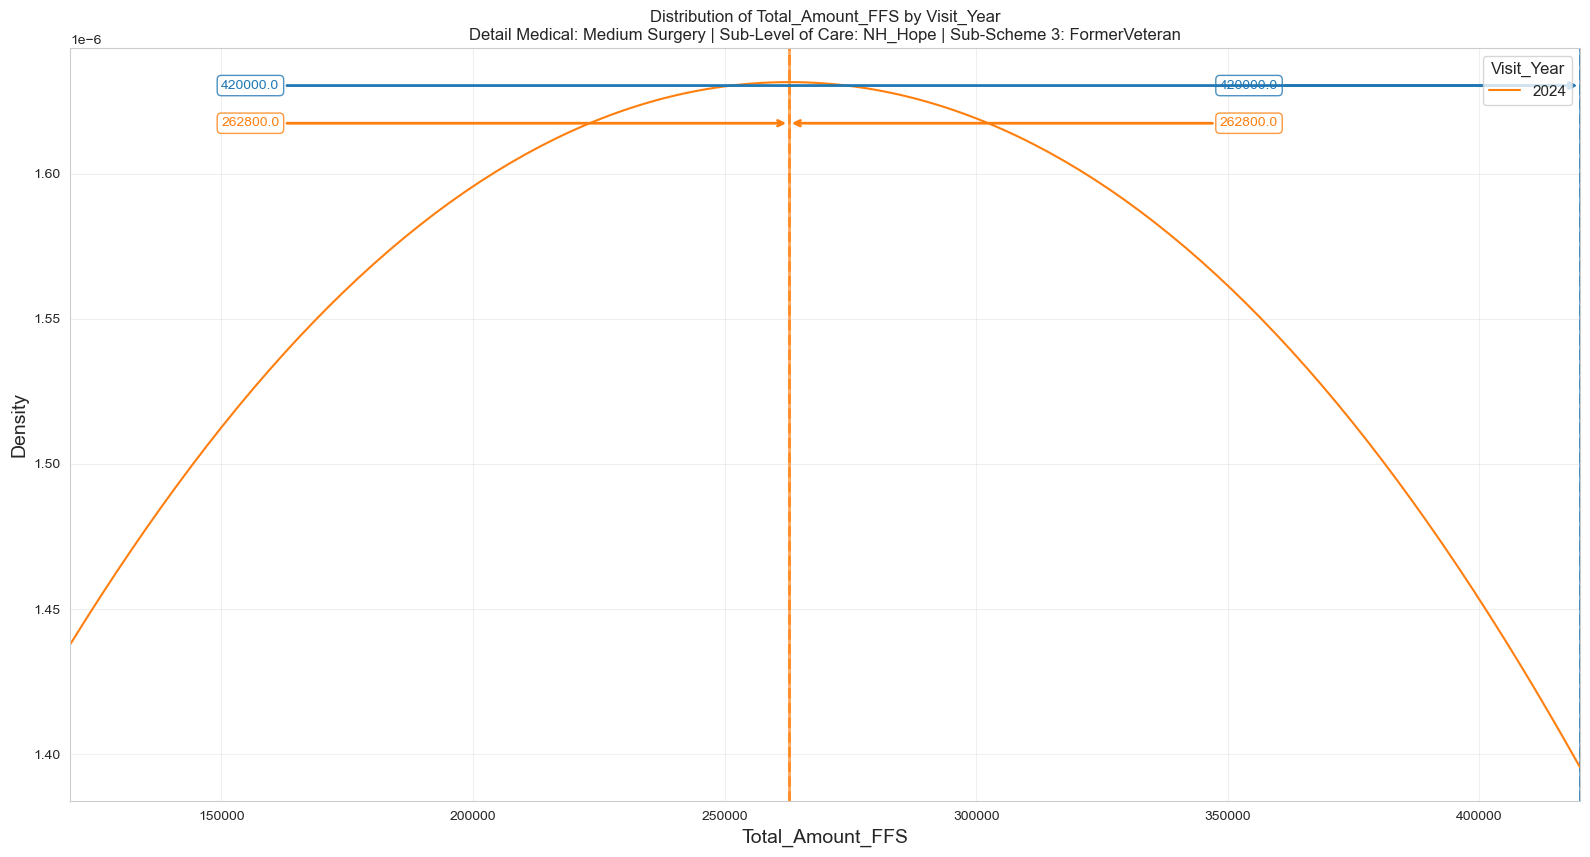 Distribution of Total_Amount_FFS by Visit_Year
Detail Medical: Medium Surgery | Sub-Level of Care: NH_Hope | Sub-Scheme 3: FormerVeteran
1e−6
420000.0
420000.0
262800.0
262800.0
Visit_Year
2024
1.60
1.55
1.50
1.45
1.40
Density
150000
200000
250000
300000
350000
400000
Total_Amount_FFS